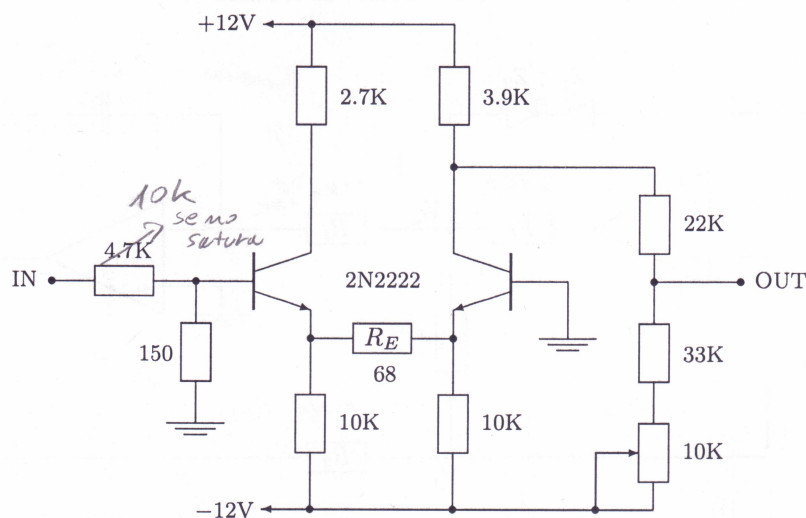 +12V
2.7K
3.9K
10K
se no
satura
4.7K
22K
IN
2N2222
OUT
150
R_E
68
33K
10K
10K
10K
−12V